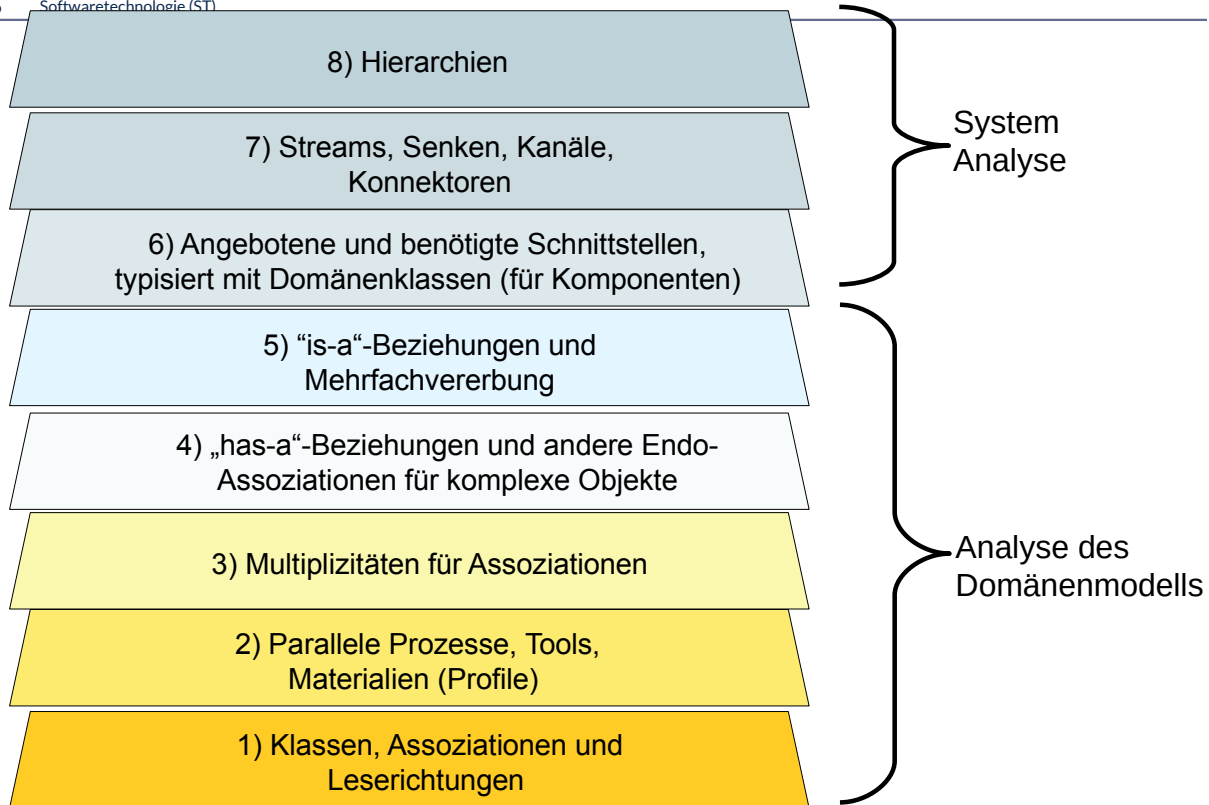 Softwaretechnologie (ST)
8) Hierarchien
7) Streams, Senken, Kanäle,
Konnektoren
System
Analyse
6) Angebotene und benötigte Schnittstellen,
typisiert mit Domänenklassen (für Komponenten)
5) “is-a“-Beziehungen und
Mehrfachvererbung
4) „has-a“-Beziehungen und andere Endo-
Assoziationen für komplexe Objekte
3) Multiplizitäten für Assoziationen
Analyse des
Domänenmodells
2) Parallele Prozesse, Tools,
Materialien (Profile)
1) Klassen, Assoziationen und
Leserichtungen